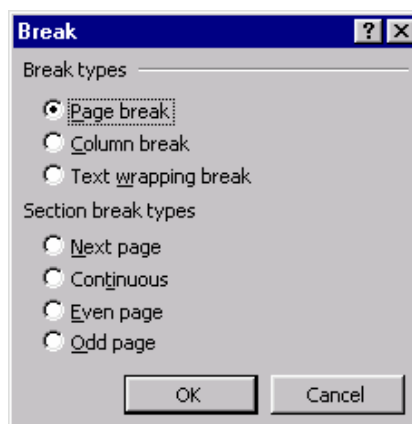 Break
Break types
Page break
Column break
Text wrapping break
Section break types
Next page
Continuous
Even page
Odd page
OK Cancel